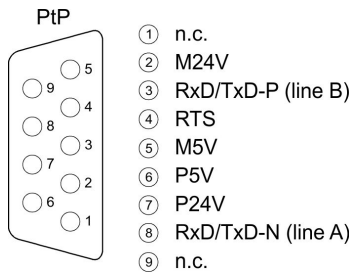 PtP
5
9
4
8
3
7
2
6
1
1 n.c.
2 M24V
3 RxD/TxD-P (line B)
4 RTS
5 M5V
6 P5V
7 P24V
8 RxD/TxD-N (line A)
9 n.c.